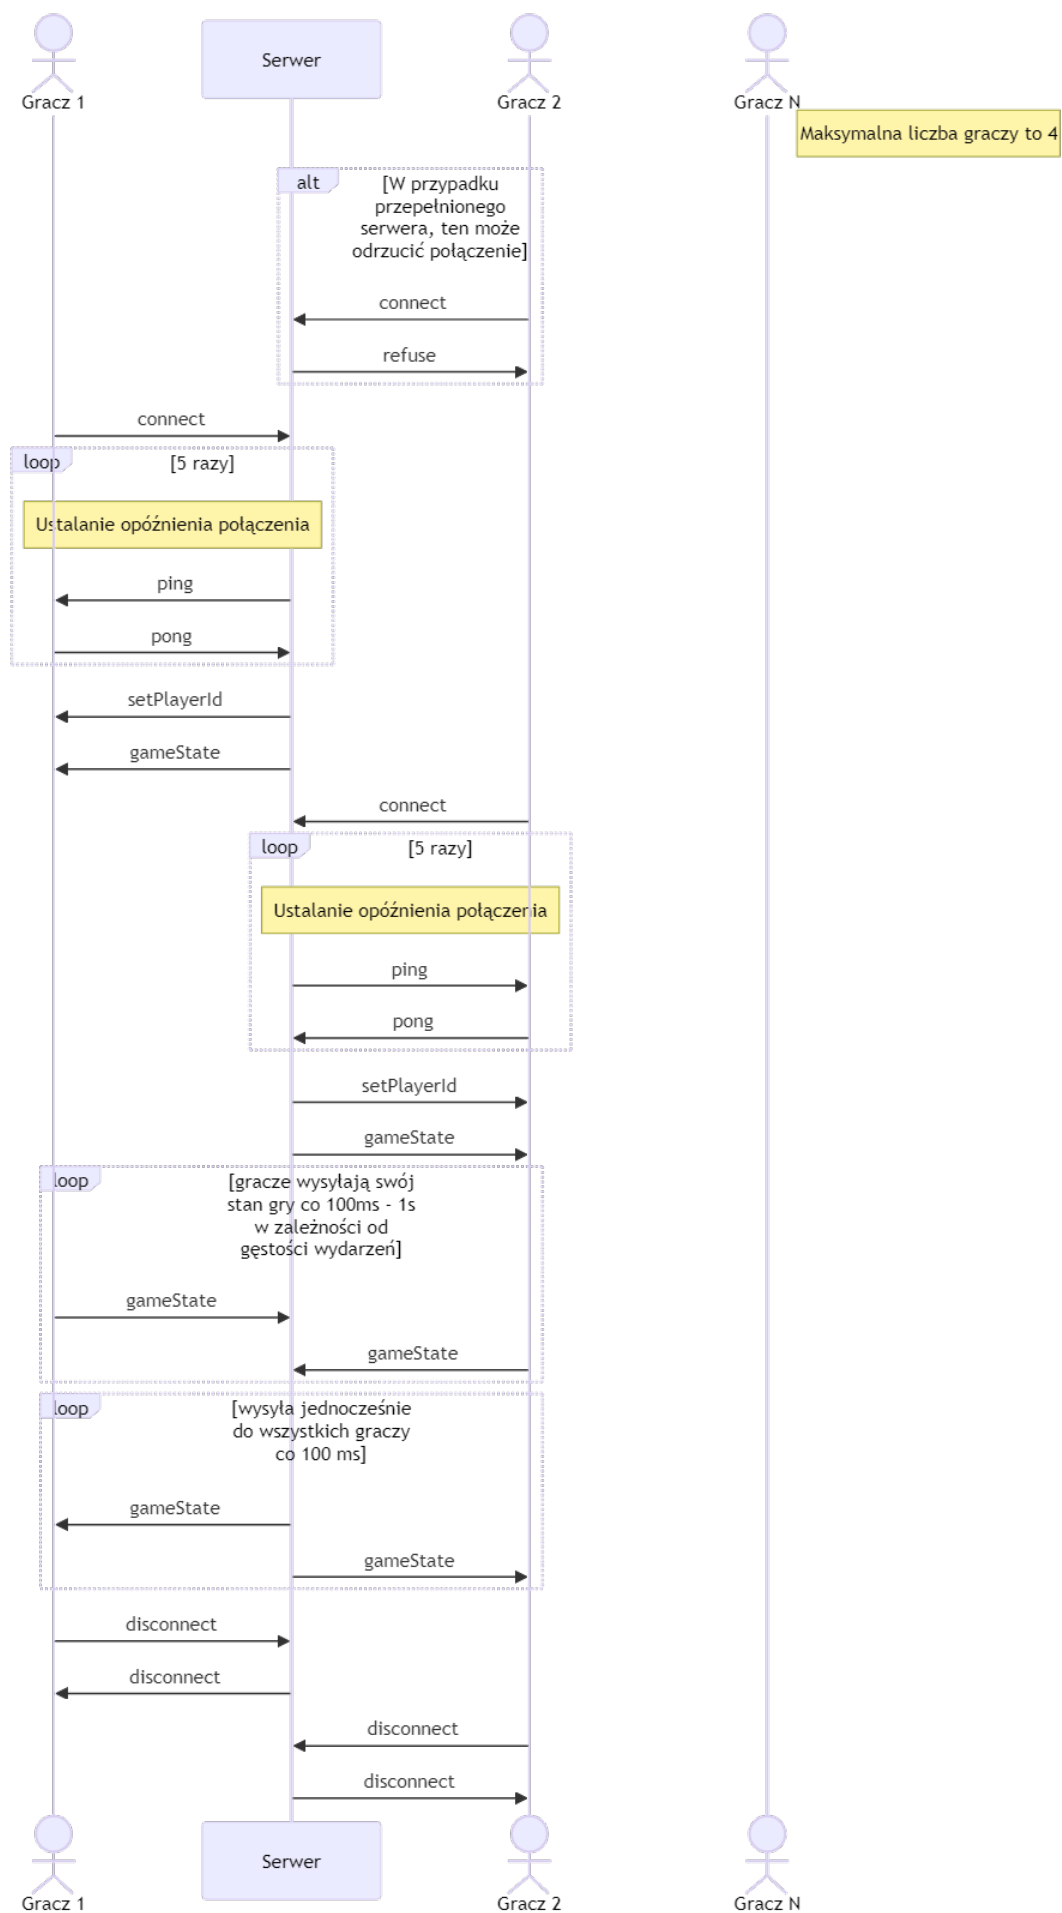 Gracz 1
Serwer
Gracz 2
Gracz N
Maksymalna liczba graczy to 4
alt
[W przypadku
przepełnionego
serwera, ten może
odrzucić połączenie]
connect
refuse
connect
loop
[5 razy]
Ustalanie opóźnienia połączenia
ping
pong
setPlayerId
gameState
connect
loop
[5 razy]
Ustalanie opóźnienia połączenia
ping
pong
setPlayerId
gameState
loop
[gracze wysyłają swój
stan gry co 100ms - 1s
w zależności od
gęstości wydarzeń]
gameState
gameState
loop
[wysyła jednocześnie
do wszystkich graczy
co 100 ms]
gameState
gameState
disconnect
disconnect
disconnect
disconnect
Gracz 1
Serwer
Gracz 2
Gracz N